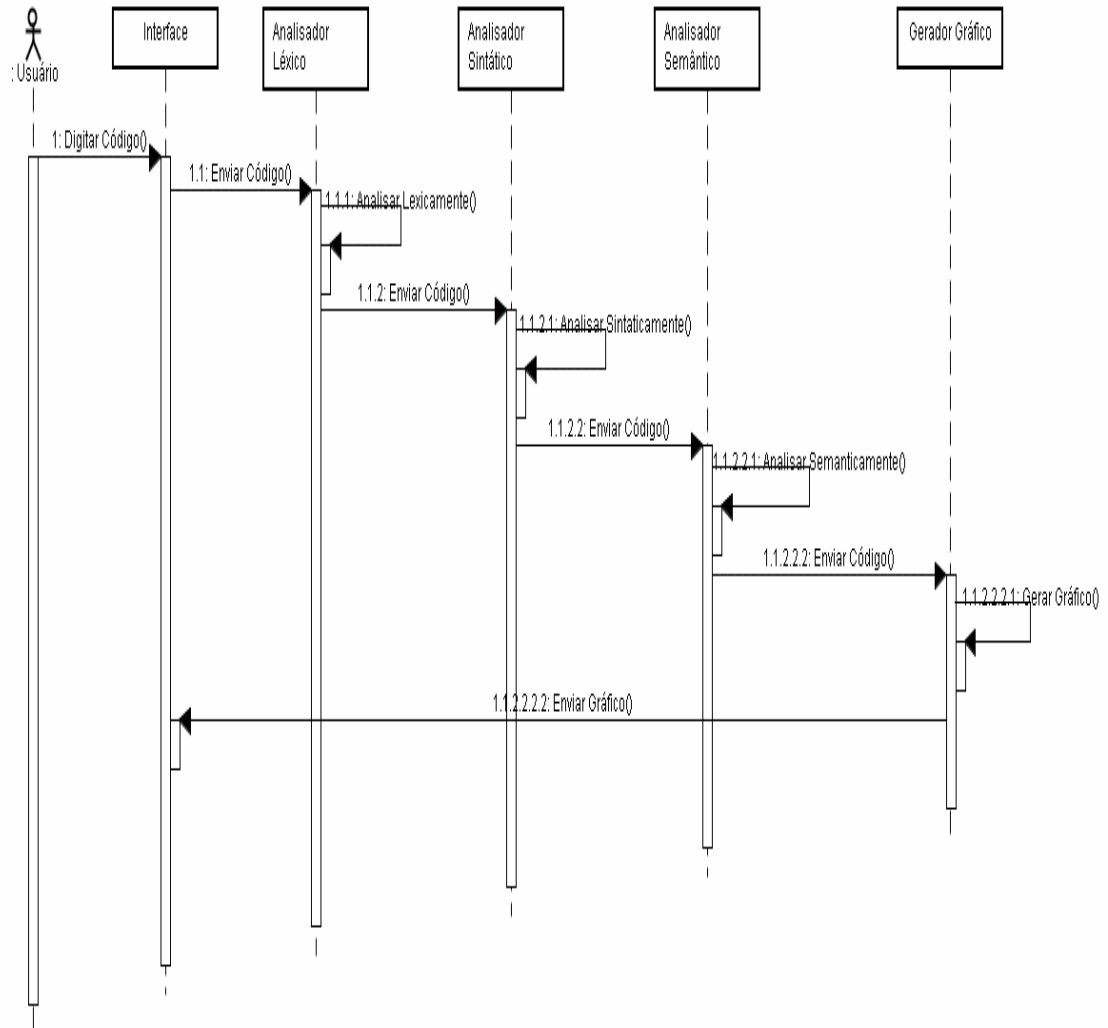 Interface
Analisador
Léxico
Analisador
Sintático
Analisador
Semântico
Gerador Gráfico
: Usuário
1: Digitar Código()
1.1: Enviar Código()
1.1.1: Analisar Lexicamente()
1.1.2: Enviar Código()
1.1.2.1: Analisar Sintaticamente()
1.1.2.2: Enviar Código()
1.1.2.2.1: Analisar Semanticamente()
1.1.2.2.2: Enviar Código()
1.1.2.2.2.1: Gerar Gráfico()
1.1.2.2.2.2: Enviar Gráfico()